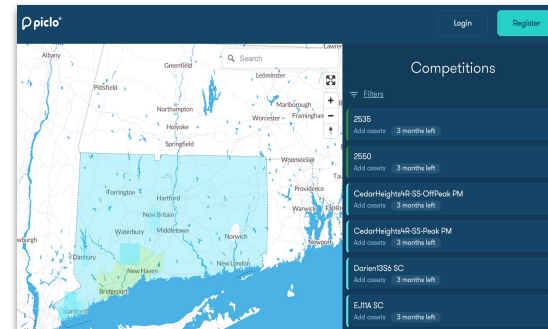 piclo
Login
Register
Albany
Greenfield
Search
Leominster
Pittsfield
Northampton
Marlborough
Holyoke
Worcester
Framingham
Springfield
Woonsocket
Torrington
Hartford
Providence
New Britain
Warwick
Waterbury
Middletown
Norwich
Newport
Danbury
New Haven
New London
Bridgeport
Stamford
Competitions
Filters
2535
Add assets 3 months left
2550
Add assets 3 months left
CedarHeights4R-SS-OffPeak PM
Add assets 3 months left
CedarHeights4R-SS-Peak PM
Add assets 3 months left
Darien13S6 SC
Add assets 3 months left
EJ11A SC
Add assets 3 months left